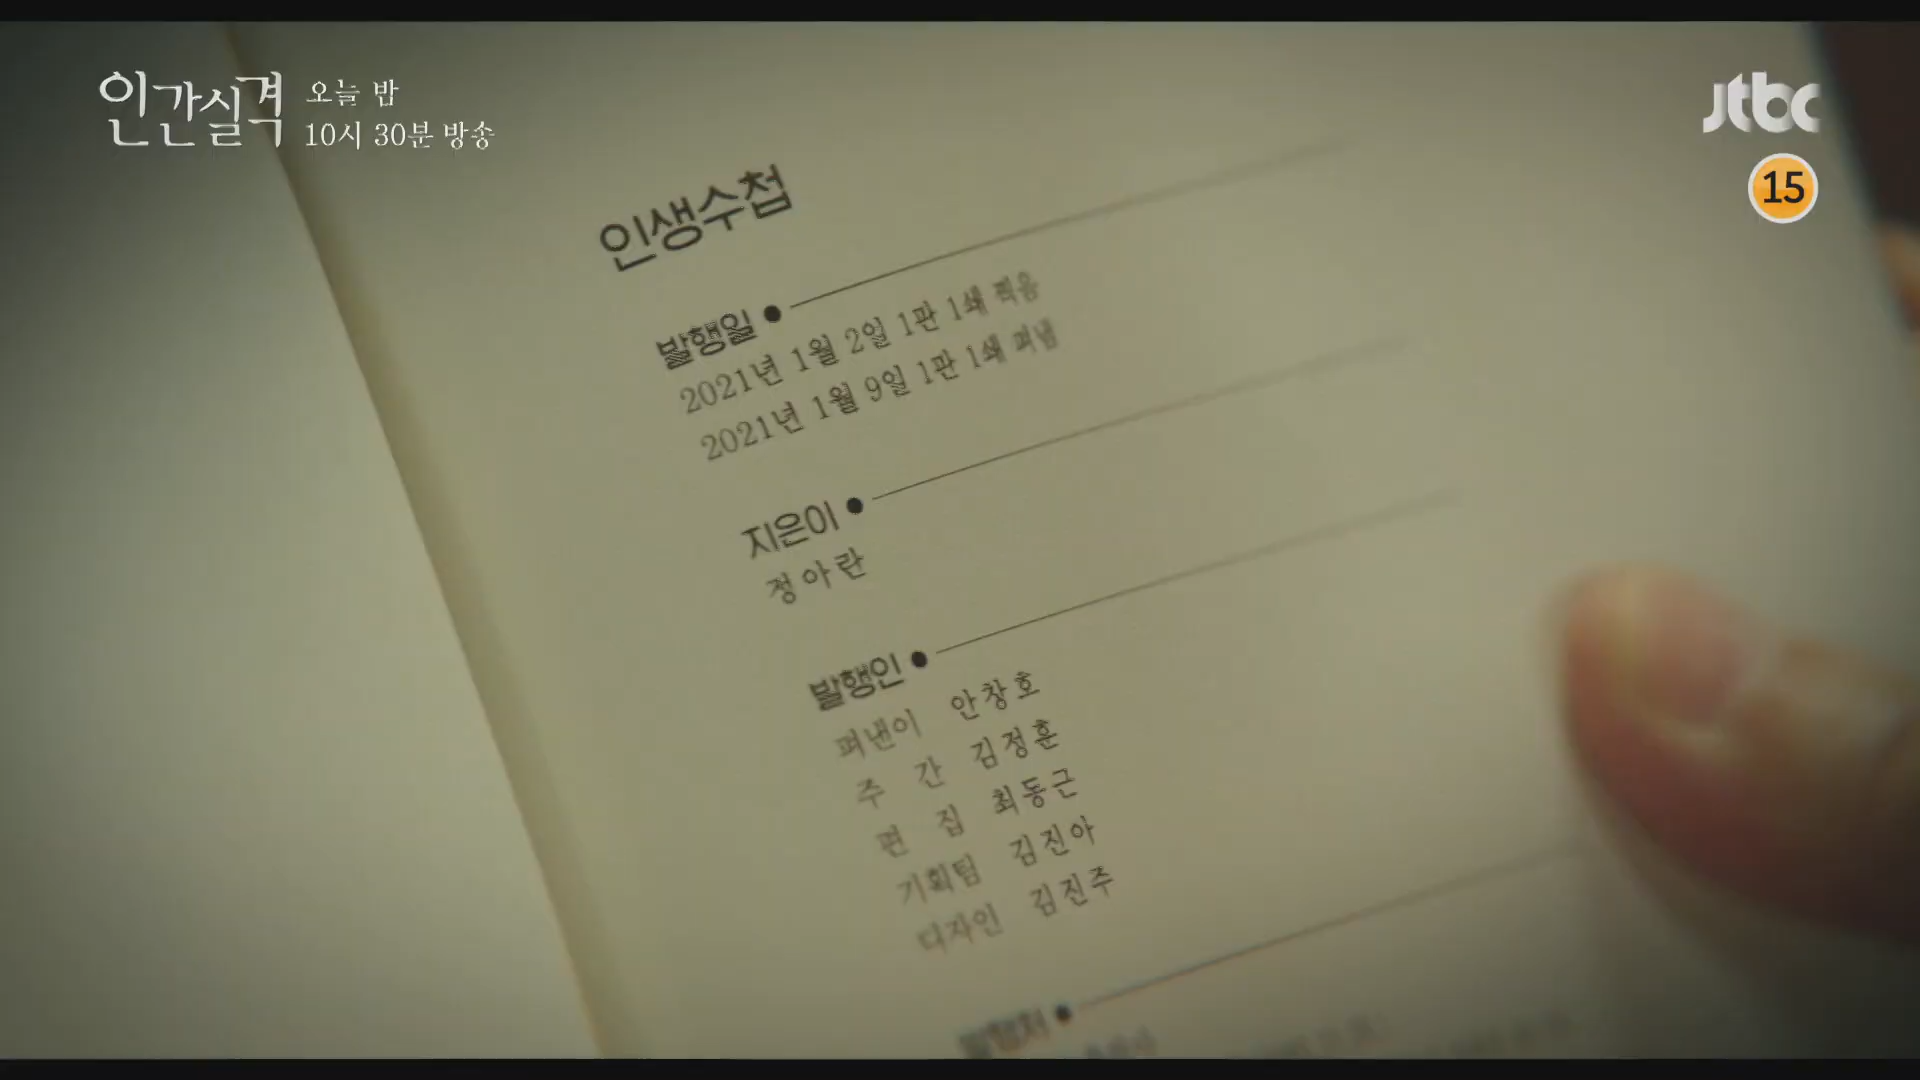 인간실격
오늘 밤
10시 30분 방송
jtbc
15
인생수첩
발행일
2021년 1월 2일 1판 1쇄 찍음
2021년 1월 9일 1판 1쇄 펴냄
지은이
정아란
발행인
펴낸이 안창호
주 간 김정훈
편 집 최동근
기획팀 김진아
디자인 김진주
발행처